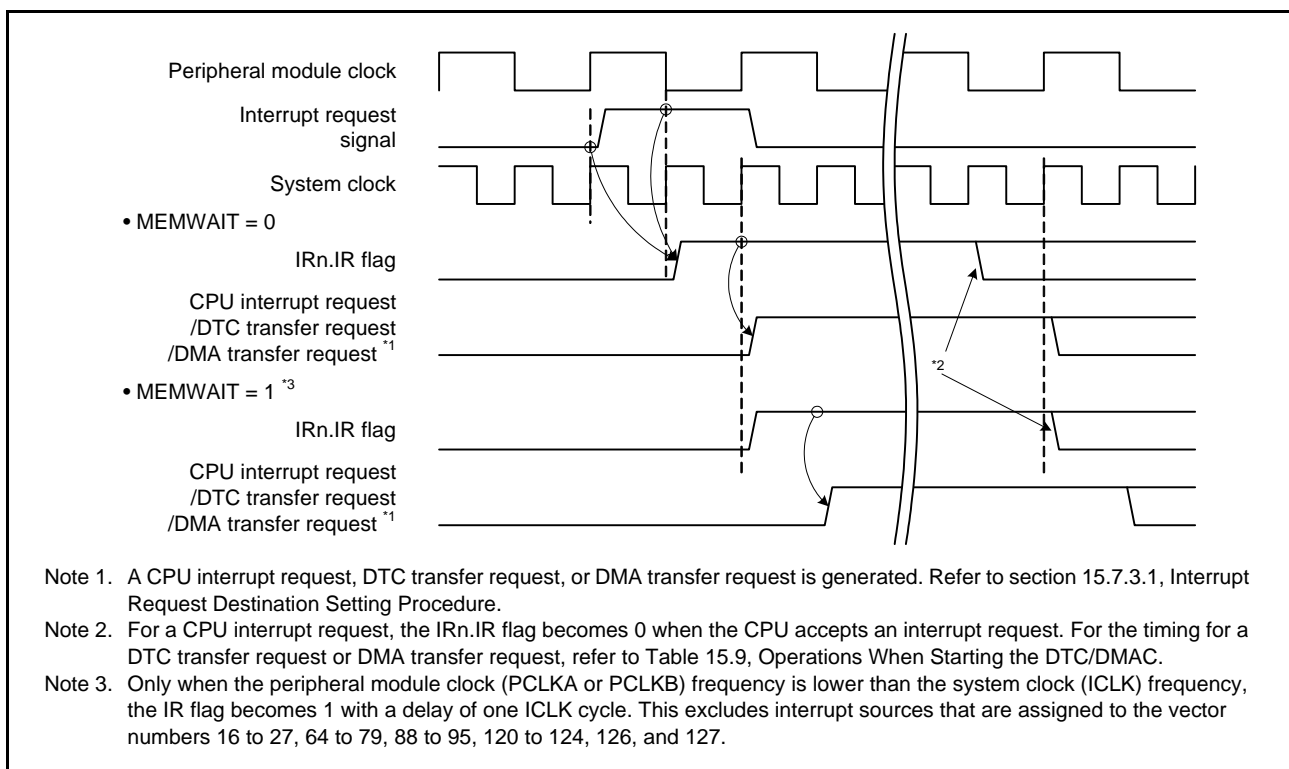 Peripheral module clock
Interrupt request
signal
System clock
• MEMWAIT = 0
IRn.IR flag
CPU interrupt request
/DTC transfer request
/DMA transfer request *1
*2
• MEMWAIT = 1 *3
IRn.IR flag
CPU interrupt request
/DTC transfer request
/DMA transfer request *1
Note 1. A CPU interrupt request, DTC transfer request, or DMA transfer request is generated. Refer to section 15.7.3.1, Interrupt
Request Destination Setting Procedure.
Note 2. For a CPU interrupt request, the IRn.IR flag becomes 0 when the CPU accepts an interrupt request. For the timing for a
DTC transfer request or DMA transfer request, refer to Table 15.9, Operations When Starting the DTC/DMAC.
Note 3. Only when the peripheral module clock (PCLKA or PCLKB) frequency is lower than the system clock (ICLK) frequency,
the IR flag becomes 1 with a delay of one ICLK cycle. This excludes interrupt sources that are assigned to the vector
numbers 16 to 27, 64 to 79, 88 to 95, 120 to 124, 126, and 127.